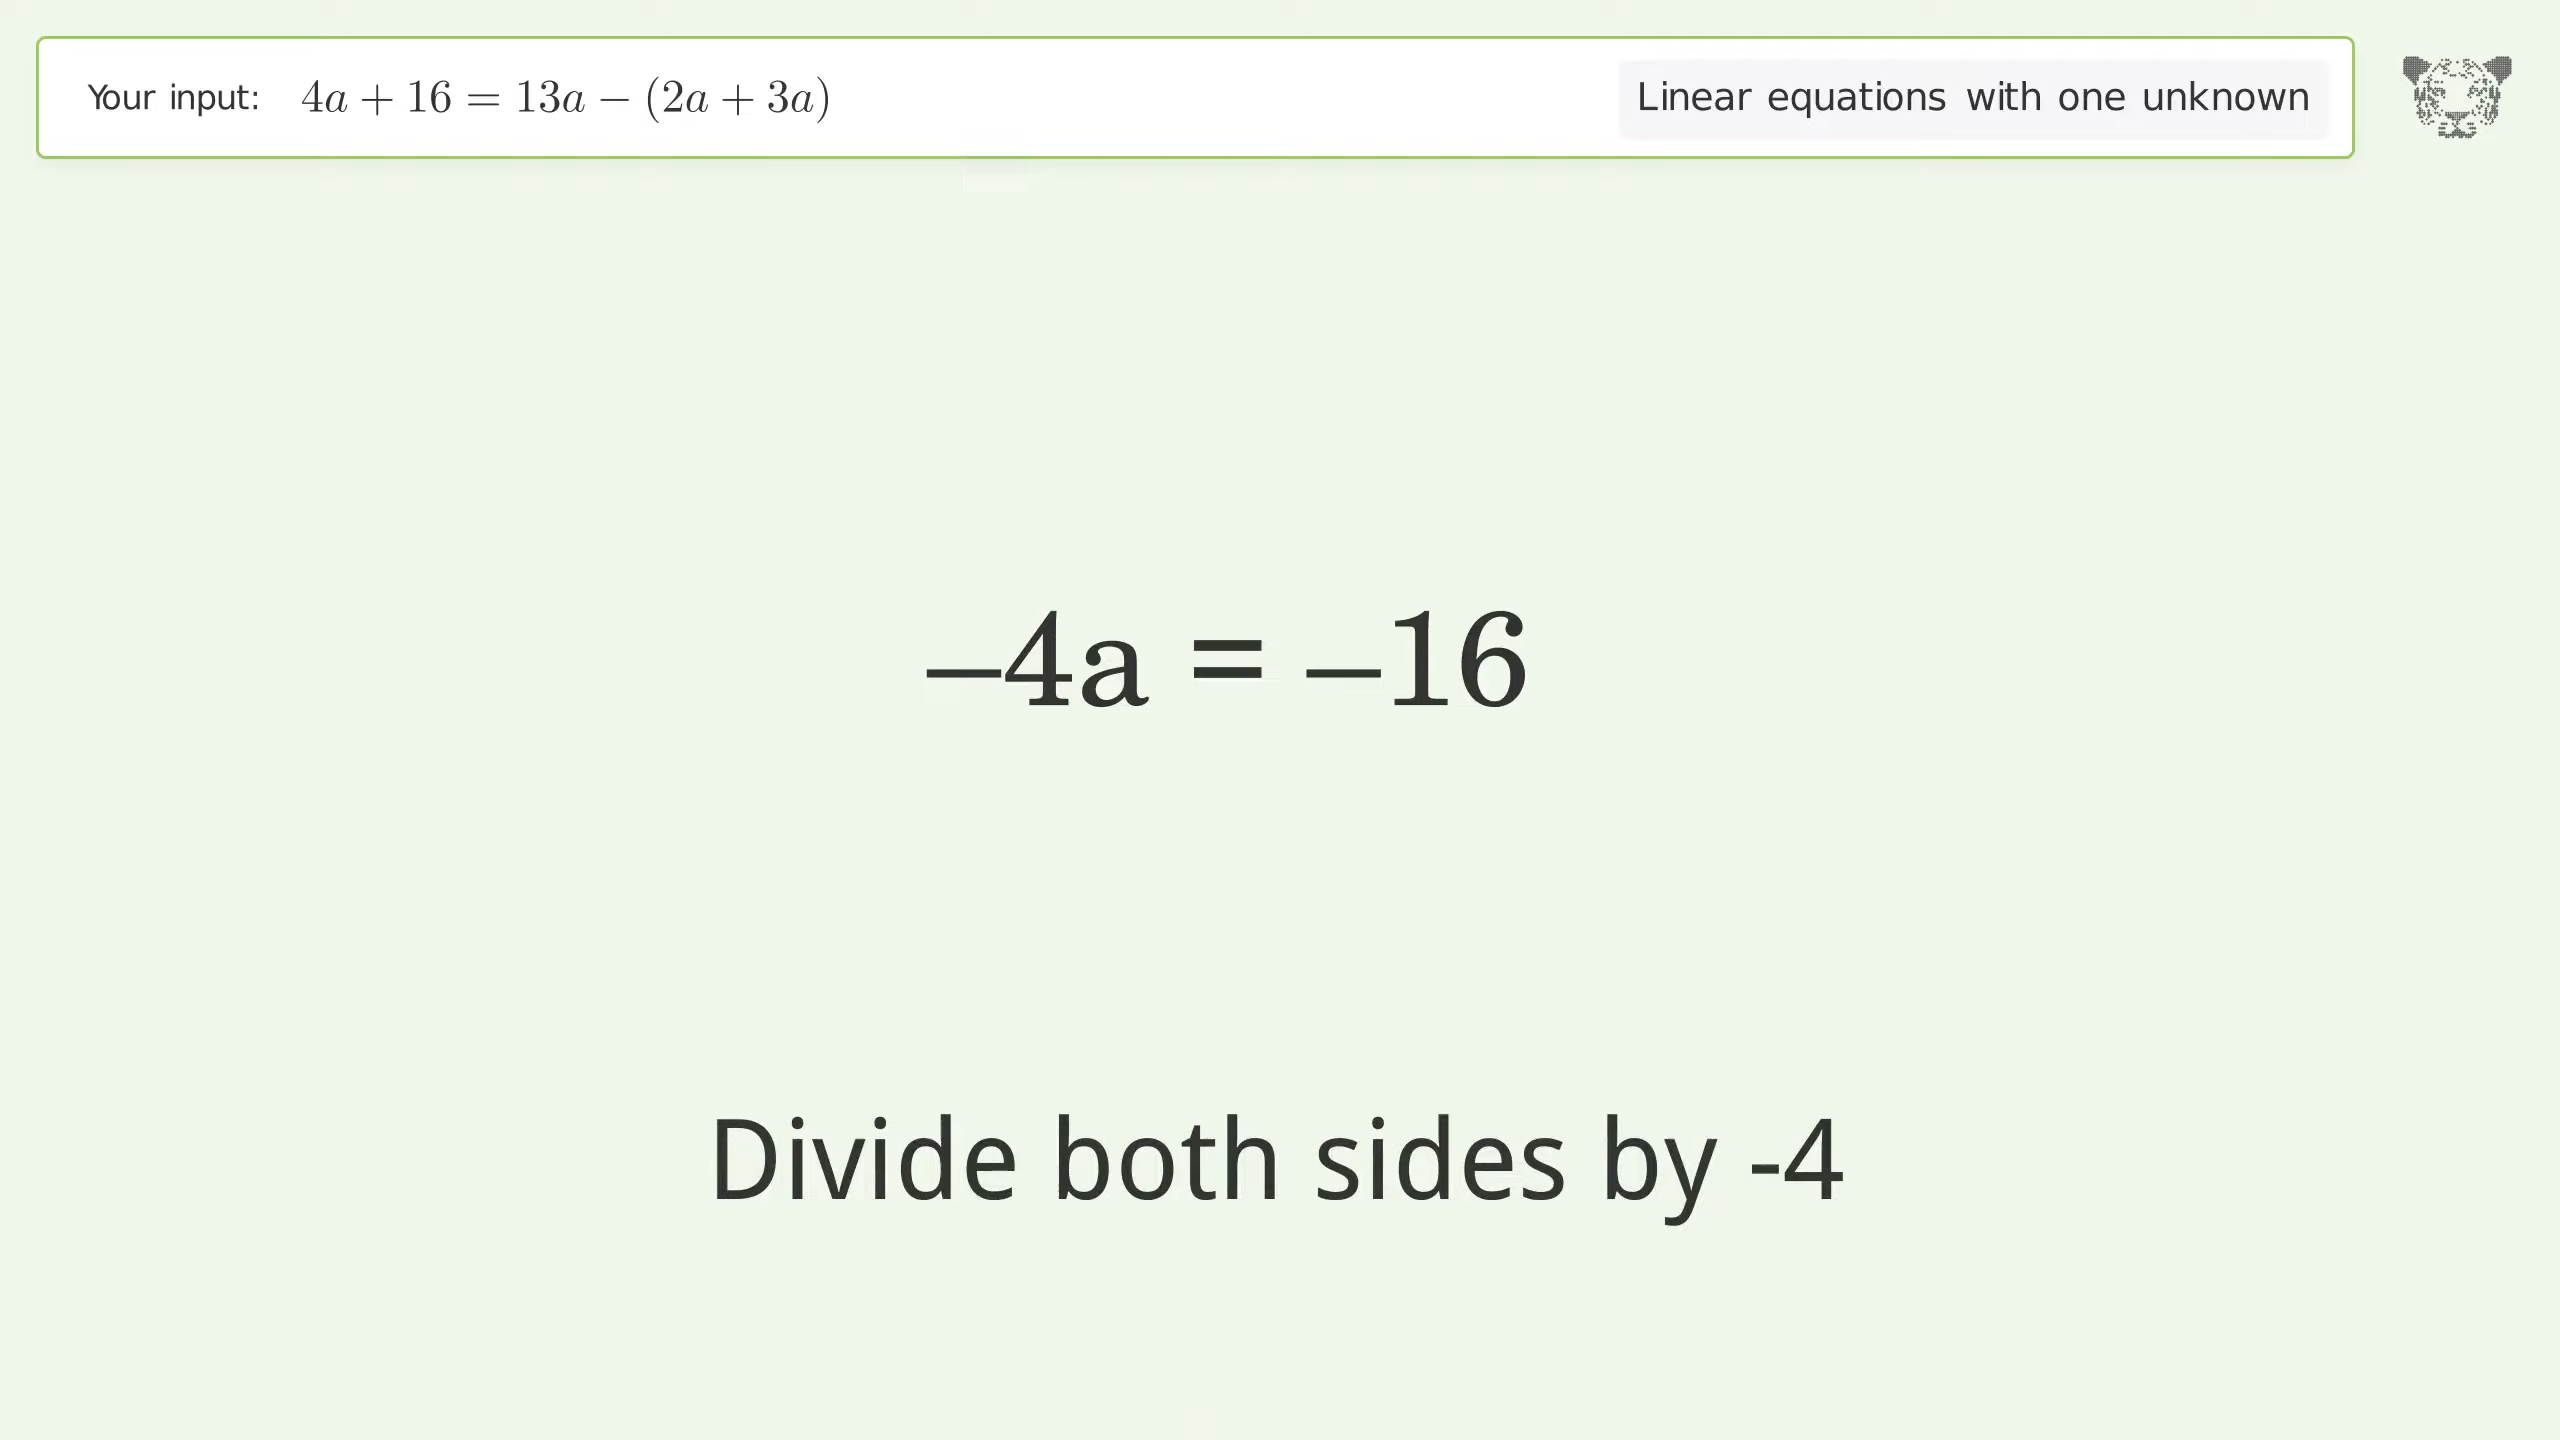 Your input: 4a + 16 = 13a − (2a + 3a)
Linear equations with one unknown
–4a = –16
Divide both sides by -4